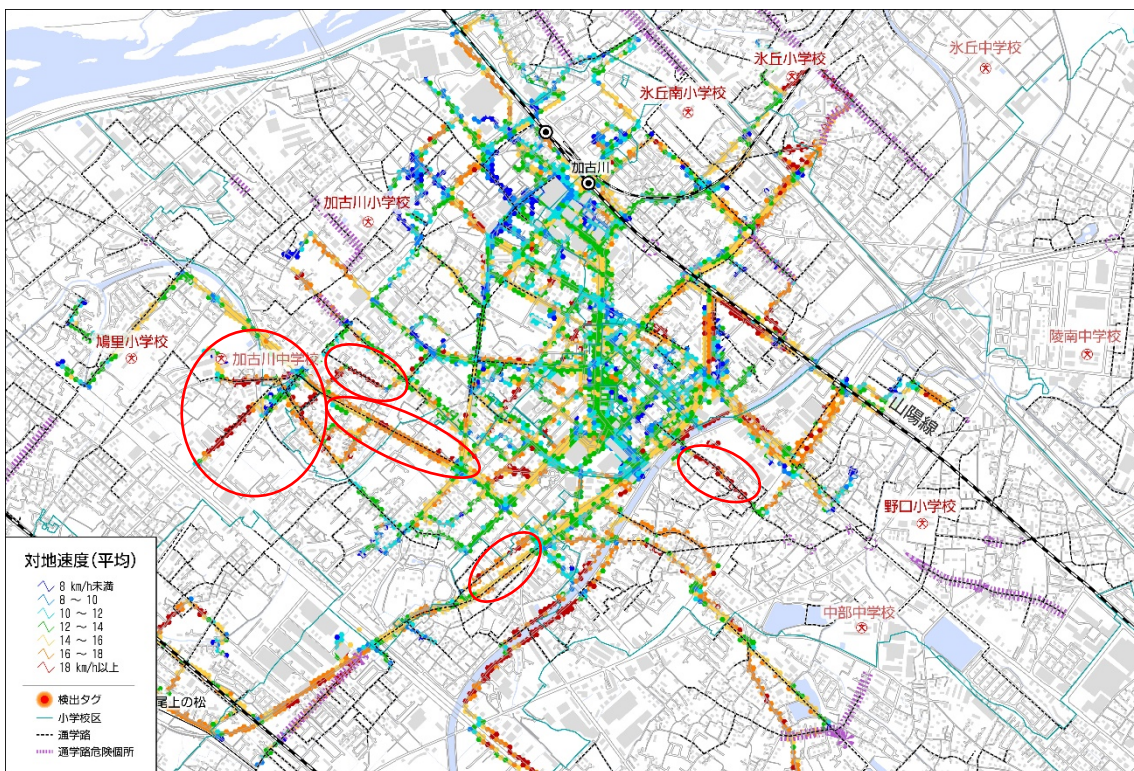 氷丘中学校
氷丘小学校
氷丘南小学校
加古川
加古川小学校
鳩里小学校
加古川中学校
陵南中学校
山陽線
野口小学校
中部中学校
尾上の松
対地速度(平均)
8 km/h未満
8 ～ 10
10 ～ 12
12 ～ 14
14 ～ 16
16 ～ 18
18 km/h以上
検出タグ
小学校区
通学路
通学路危険個所